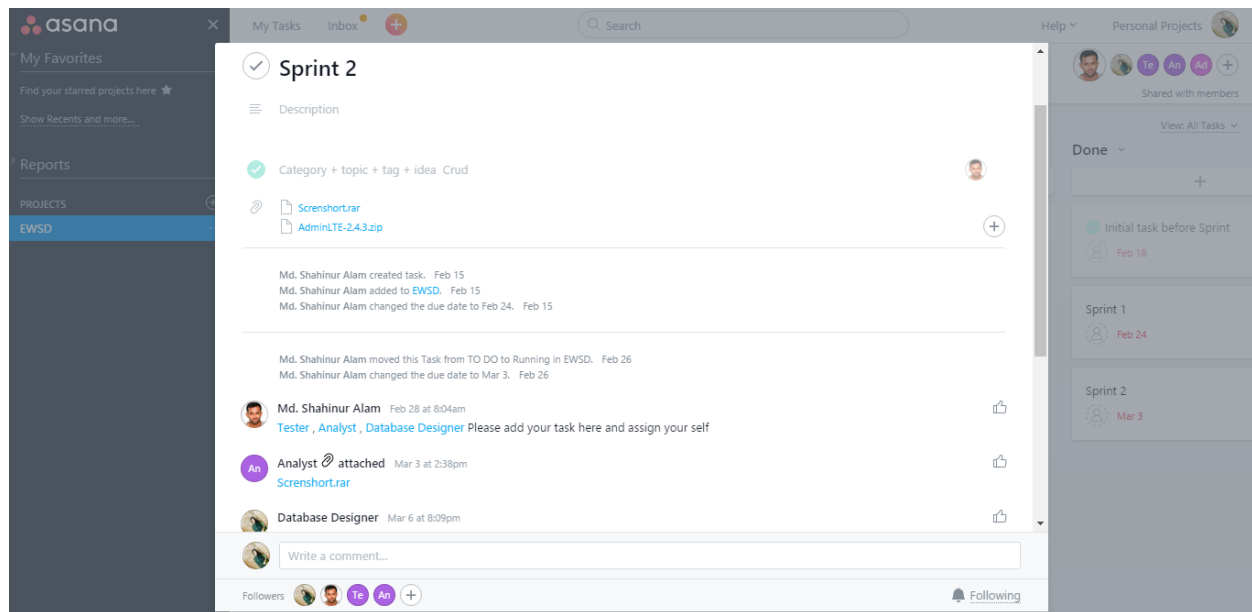 asana
My Tasks Inbox
Search
Help
Personal Projects
My Favorites
Find your starred projects here
Show Recents and more...
Reports
PROJECTS
EWSD
Sprint 2
Description
Category + topic + tag + idea Crud
Screnshort.rar
AdminLTE-2.4.3.zip
Md. Shahinur Alam created task. Feb 15
Md. Shahinur Alam added to EWSD. Feb 15
Md. Shahinur Alam changed the due date to Feb 24. Feb 15
Md. Shahinur Alam moved this Task from TO DO to Running in EWSD. Feb 26
Md. Shahinur Alam changed the due date to Mar 3. Feb 26
Md. Shahinur Alam Feb 28 at 8:04am
Tester , Analyst , Database Designer Please add your task here and assign your self
An
Analyst attached Mar 3 at 2:38pm
Screnshort.rar
Database Designer Mar 6 at 8:09pm
Write a comment...
Followers Te An
Following
Te An Ad
Shared with members
View: All Tasks
Done
Initial task before Sprint
Feb 18
Sprint 1
Feb 24
Sprint 2
Mar 3